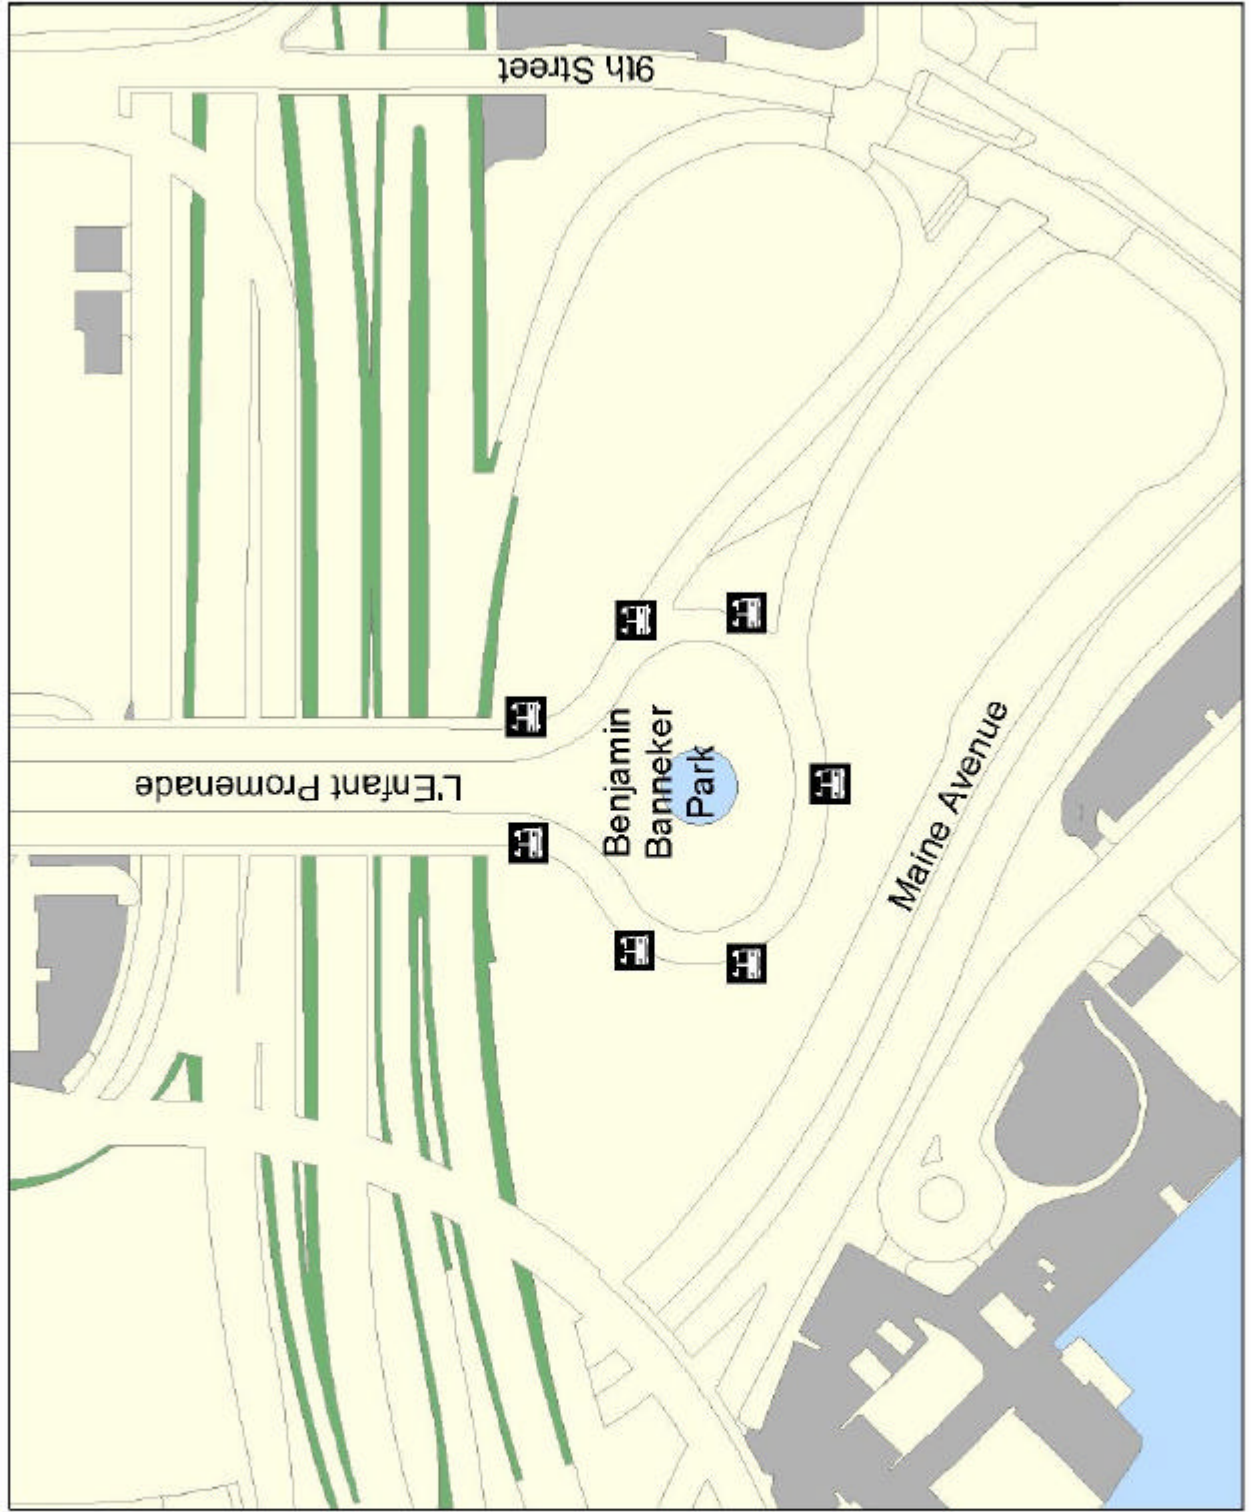 9th Street
L'Enfant Promenade
Benjamin
Banneker
Park
Maine Avenue